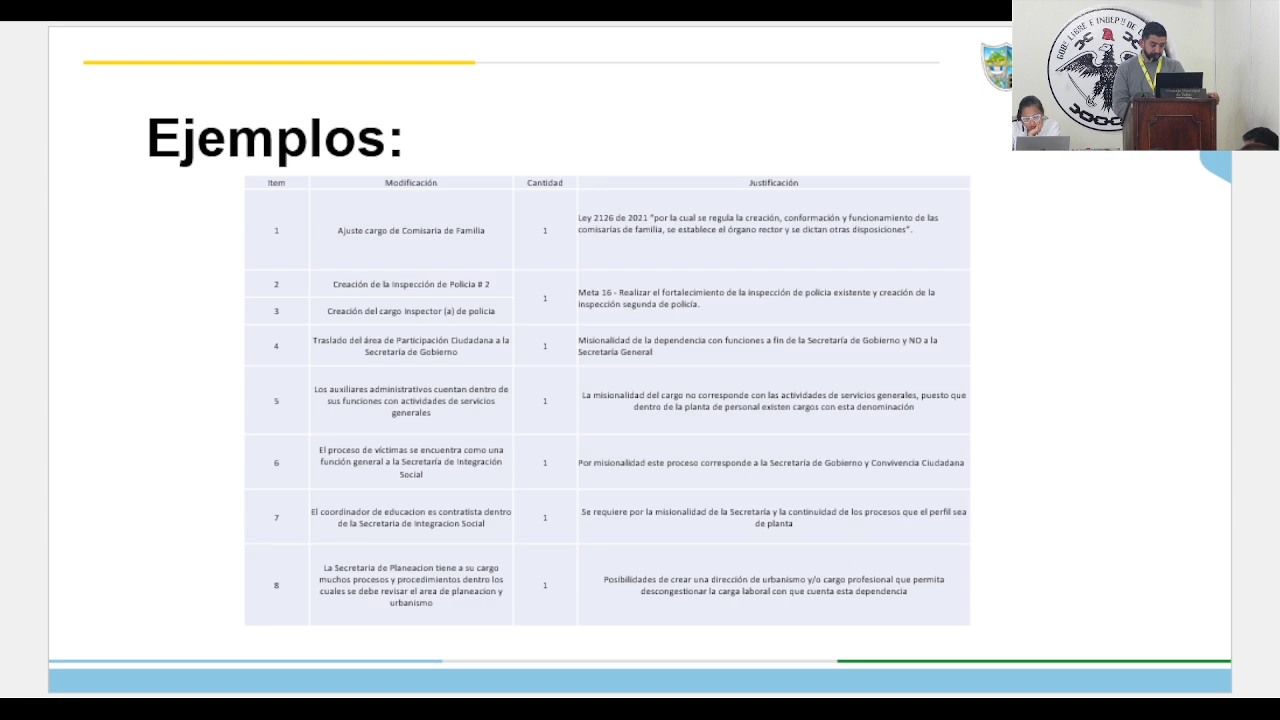 GOBE LIBRE E INDEP
Concejo Municipal
Ejemplos:
Item Modificación Cantidad Justificación
1 Ajuste cargo de Comisaria de Familia 1 Ley 2126 de 2021 "por la cual se regula la creación, conformación y funcionamiento de las
comisarías de familia, se establece el órgano rector y se dictan otras disposiciones".
2 Creación de la Inspección de Policia # 2
3 Creación del cargo Inspector (a) de policia
1
Meta 16 - Realizar el fortalecimiento de la inspección de policia existente y creación de la
inspección segunda de policía.
4
Traslado del área de Participación Ciudadana a la
Secretaría de Gobierno
1
Misionalidad de la dependencia con funciones a fin de la Secretaría de Gobierno y NO a la
Secretaría General
5
Los auxiliares administrativos cuentan dentro de
sus funciones con actividades de servicios
generales
1
La misionalidad del cargo no corresponde con las actividades de servicios generales, puesto que
dentro de la planta de personal existen cargos con esta denominación
6
El proceso de víctimas se encuentra como una
función general a la Secretaría de Integración
Social
1
Por misionalidad este proceso corresponde a la Secretaría de Gobierno y Convivencia Ciudadana
7
El coordinador de educacion es contratista dentro
de la Secretaria de Integracion Social
1
Se requiere por la misionalidad de la Secretaría y la continuidad de los procesos que el perfil sea
de planta
8
La Secretaria de Planeacion tiene a su cargo
muchos procesos y procedimientos dentro los
cuales se debe revisar el area de planeacion y
urbanismo
1
Posibilidades de crear una dirección de urbanismo y/o cargo profesional que permita
descongestionar la carga laboral con que cuenta esta dependencia